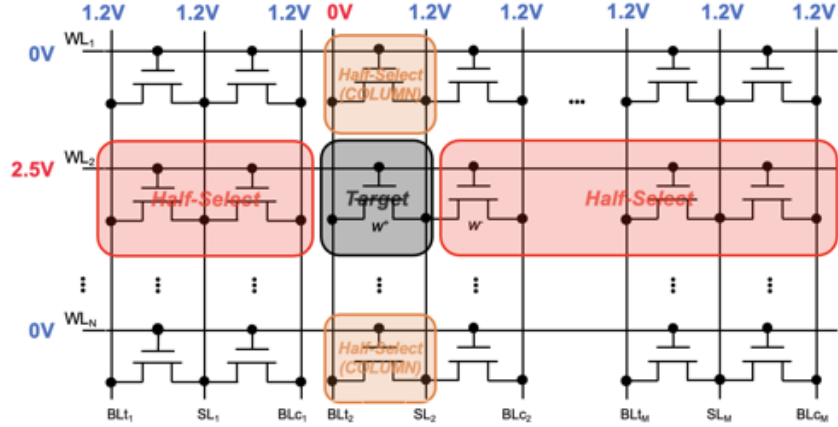 1.2V 1.2V 1.2V 0V 1.2V 1.2V 1.2V 1.2V 1.2V
0V WL1
Half-Select
(COLUMN)
...
2.5V WL2
Half-Select Target Half-Select
W+ W-
... ... ... ... ... ... ...
0V WLN
Half-Select
(COLUMN)
BLt1 SL1 BLc1 BLt2 SL2 BLc2 BLtM SLM BLcM